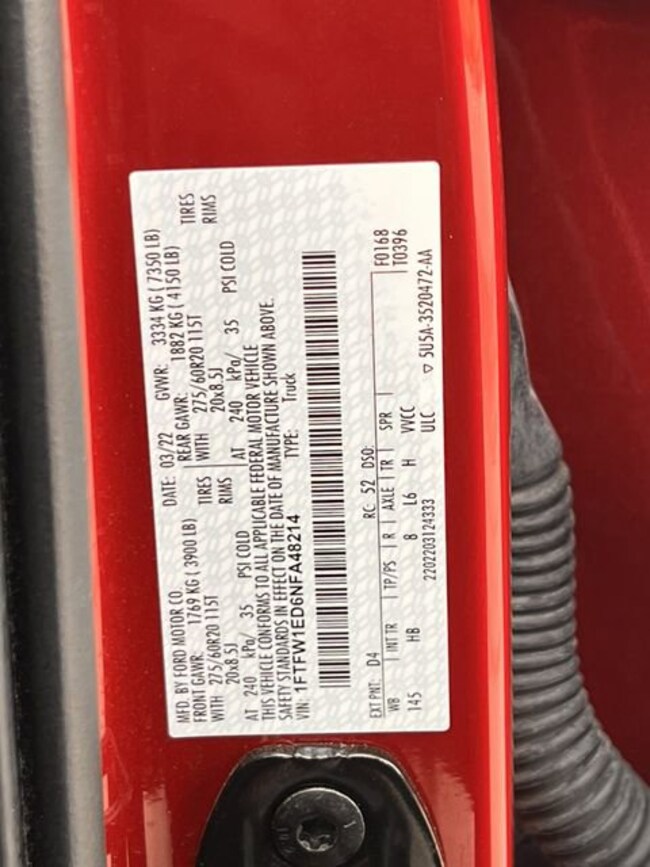 MFD. BY FORD MOTOR CO. DATE: 03/22 GVWR: 3334 KG ( 7350 LB)
FRONT GAWR: 1769 KG ( 3900 LB) REAR GAWR: 1882 KG ( 4150 LB)
WITH 275/60R20 115T TIRES WITH 275/60R20 115T TIRES
20x8.5J RIMS 20x8.5J RIMS
AT 240 kPa/ 35 PSI COLD AT 240 kPa/ 35 PSI COLD
THIS VEHICLE CONFORMS TO ALL APPLICABLE FEDERAL MOTOR VEHICLE
SAFETY STANDARDS IN EFFECT ON THE DATE OF MANUFACTURE SHOWN ABOVE.
VIN: 1FTFW1ED6NFA48214 TYPE: Truck
EXT PNT: D4 RC: 52 DSO: F0168
WB INT TR TP/PS R AXLE TR SPR T0396
145 HB 8 L6 H VVCC
2202203124333 ULC ▽ 5U5A-3520472-AA